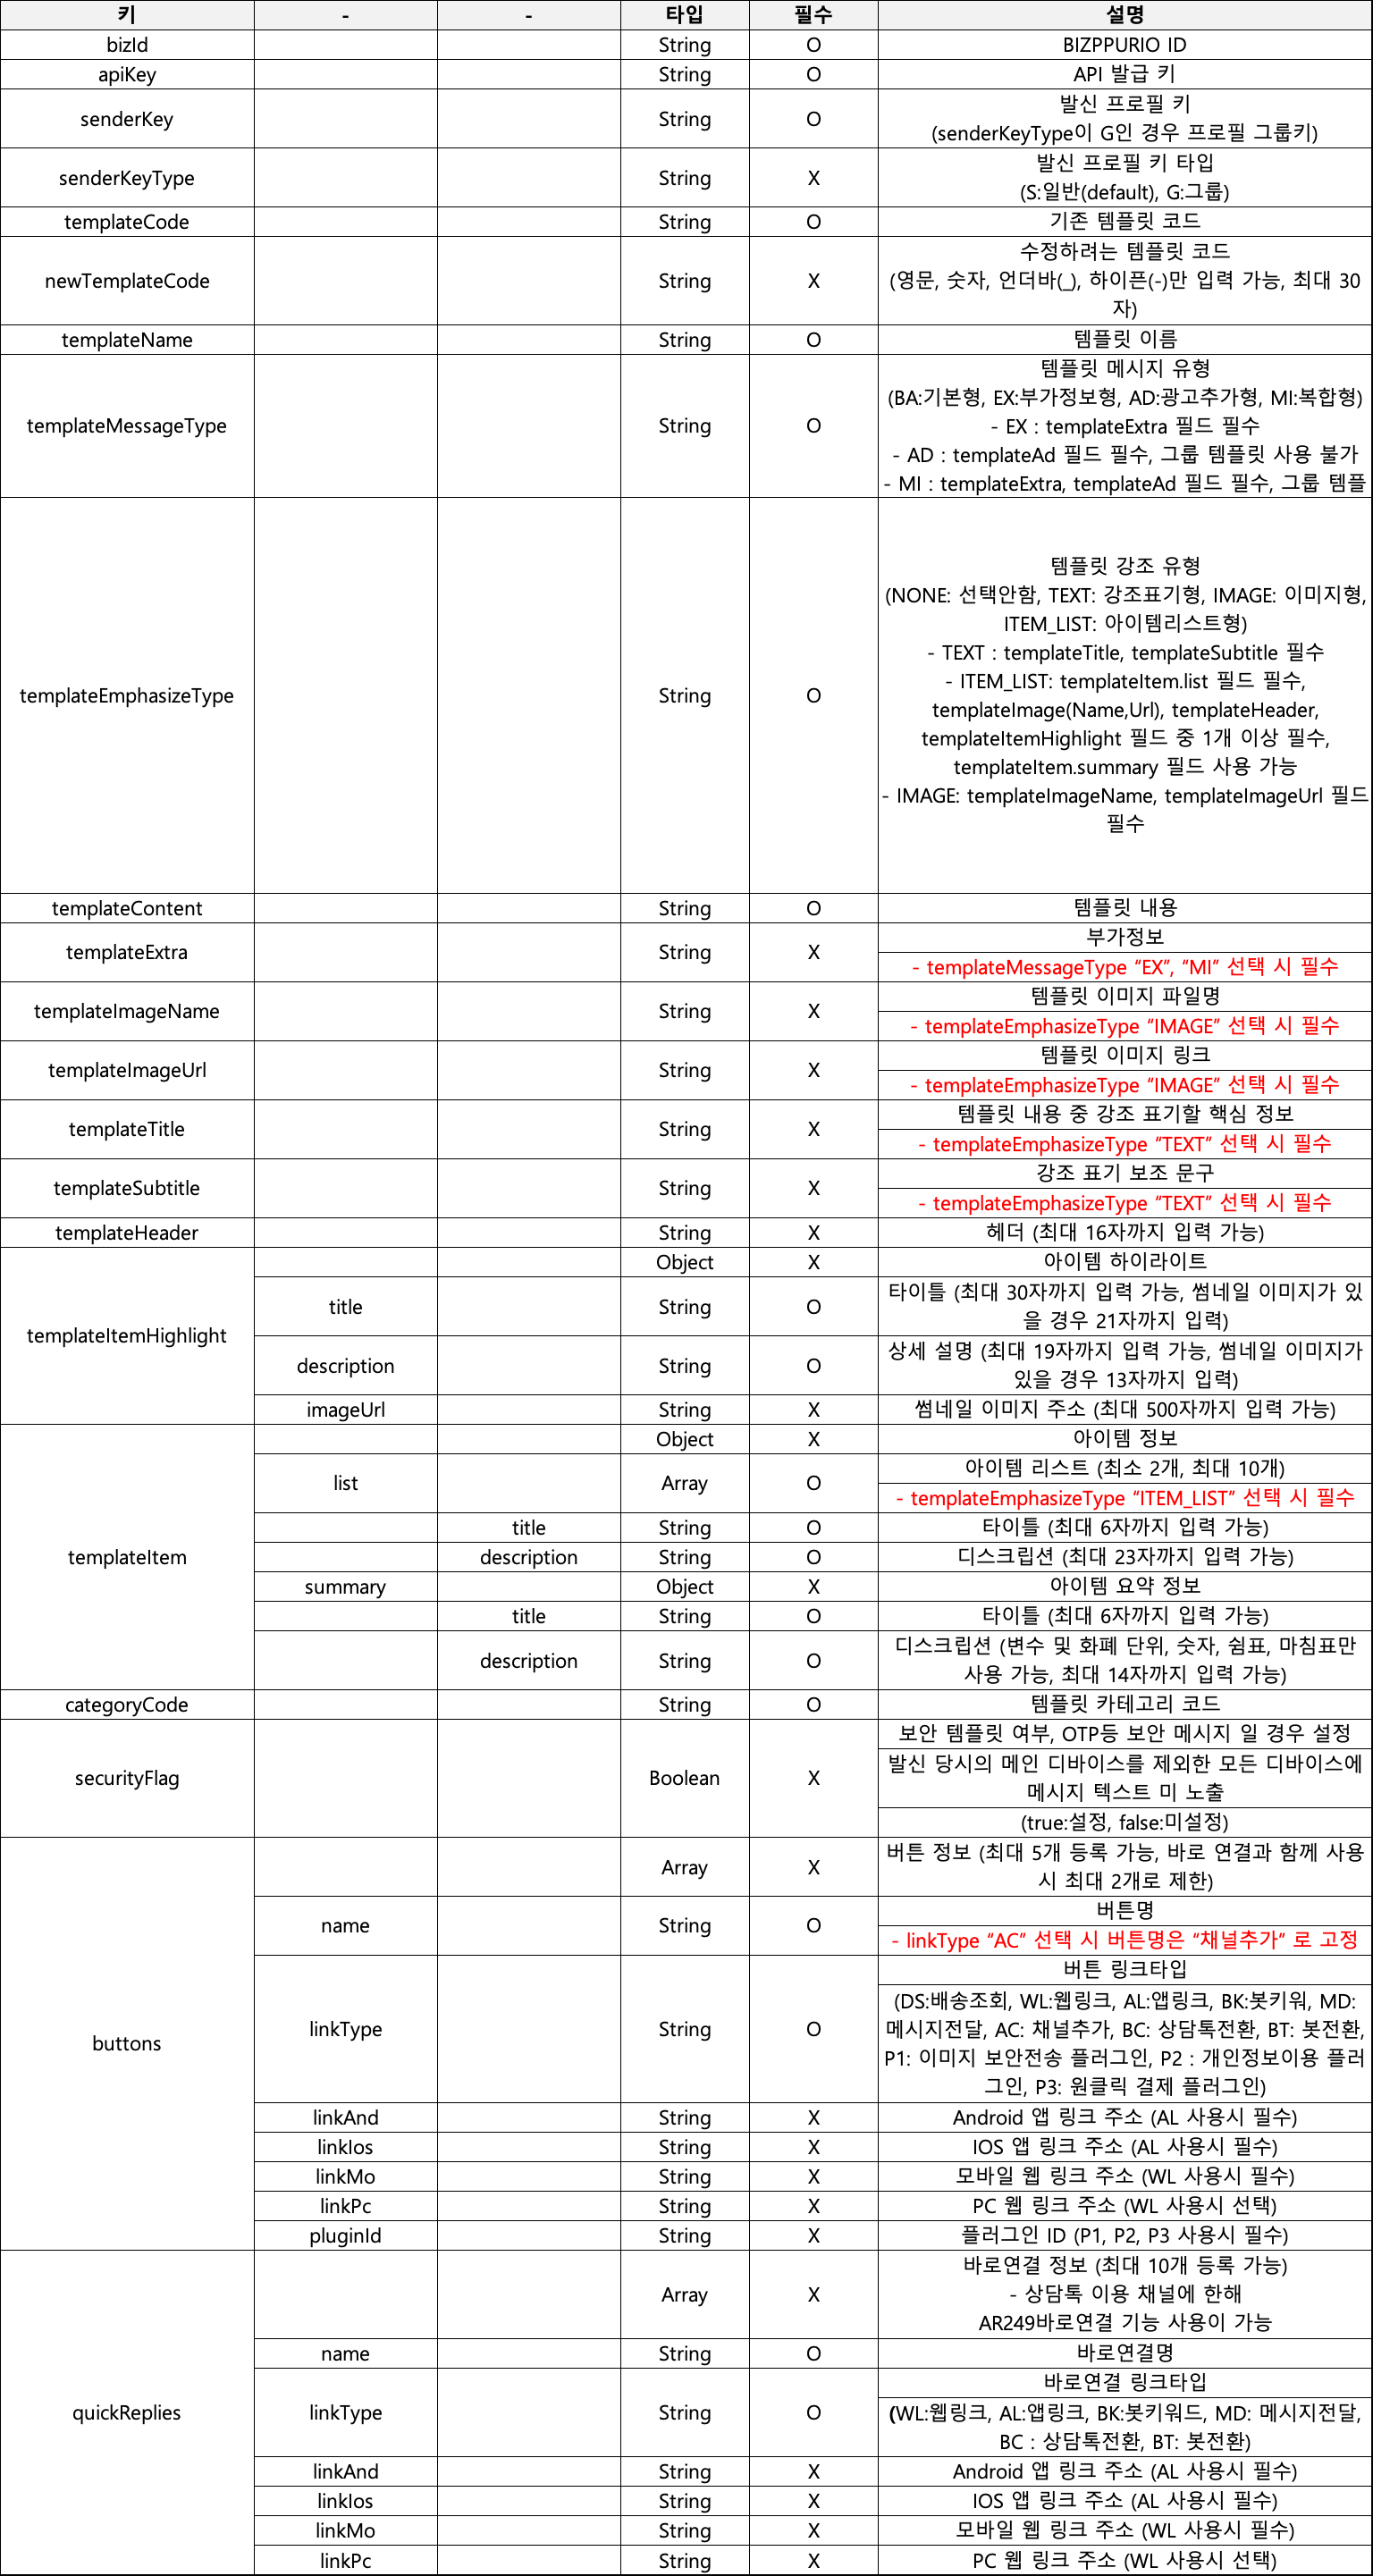 키 - - 타입 필수 설명
bizId String O BIZPPURIO ID
apiKey String O API 발급 키
senderKey String O 발신 프로필 키
(senderKeyType이 G인 경우 프로필 그룹키)
senderKeyType String X 발신 프로필 키 타입
(S:일반(default), G:그룹)
templateCode String O 기존 템플릿 코드
newTemplateCode String X 수정하려는 템플릿 코드
(영문, 숫자, 언더바(_), 하이픈(-)만 입력 가능, 최대 30
자)
templateName String O 템플릿 이름
templateMessageType String O 템플릿 메시지 유형
(BA:기본형, EX:부가정보형, AD:광고추가형, MI:복합형)
- EX : templateExtra 필드 필수
- AD : templateAd 필드 필수, 그룹 템플릿 사용 불가
- MI : templateExtra, templateAd 필드 필수, 그룹 템플
templateEmphasizeType String O 템플릿 강조 유형
(NONE: 선택안함, TEXT: 강조표기형, IMAGE: 이미지형,
ITEM_LIST: 아이템리스트형)
- TEXT : templateTitle, templateSubtitle 필수
- ITEM_LIST: templateItem.list 필드 필수,
templateImage(Name,Url), templateHeader,
templateItemHighlight 필드 중 1개 이상 필수,
templateItem.summary 필드 사용 가능
- IMAGE: templateImageName, templateImageUrl 필드
필수
templateContent String O 템플릿 내용
templateExtra String X 부가정보
- templateMessageType “EX”, “MI” 선택 시 필수
templateImageName String X 템플릿 이미지 파일명
- templateEmphasizeType “IMAGE” 선택 시 필수
templateImageUrl String X 템플릿 이미지 링크
- templateEmphasizeType “IMAGE” 선택 시 필수
templateTitle String X 템플릿 내용 중 강조 표기할 핵심 정보
- templateEmphasizeType “TEXT” 선택 시 필수
templateSubtitle String X 강조 표기 보조 문구
- templateEmphasizeType “TEXT” 선택 시 필수
templateHeader String X 헤더 (최대 16자까지 입력 가능)
templateItemHighlight Object X 아이템 하이라이트
title String O 타이틀 (최대 30자까지 입력 가능, 썸네일 이미지가 있
을 경우 21자까지 입력)
description String O 상세 설명 (최대 19자까지 입력 가능, 썸네일 이미지가
있을 경우 13자까지 입력)
imageUrl String X 썸네일 이미지 주소 (최대 500자까지 입력 가능)
templateItem Object X 아이템 정보
list Array O 아이템 리스트 (최소 2개, 최대 10개)
- templateEmphasizeType “ITEM_LIST” 선택 시 필수
title String O 타이틀 (최대 6자까지 입력 가능)
description String O 디스크립션 (최대 23자까지 입력 가능)
summary Object X 아이템 요약 정보
title String O 타이틀 (최대 6자까지 입력 가능)
description String O 디스크립션 (변수 및 화폐 단위, 숫자, 쉼표, 마침표만
사용 가능, 최대 14자까지 입력 가능)
categoryCode String O 템플릿 카테고리 코드
securityFlag Boolean X 보안 템플릿 여부, OTP등 보안 메시지 일 경우 설정
발신 당시의 메인 디바이스를 제외한 모든 디바이스에
메시지 텍스트 미 노출
(true:설정, false:미설정)
buttons Array X 버튼 정보 (최대 5개 등록 가능, 바로 연결과 함께 사용
시 최대 2개로 제한)
name String O 버튼명
- linkType “AC” 선택 시 버튼명은 “채널추가” 로 고정
linkType String O 버튼 링크타입
(DS:배송조회, WL:웹링크, AL:앱링크, BK:봇키워, MD:
메시지전달, AC: 채널추가, BC: 상담톡전환, BT: 봇전환,
P1: 이미지 보안전송 플러그인, P2 : 개인정보이용 플러
그인, P3: 원클릭 결제 플러그인)
linkAnd String X Android 앱 링크 주소 (AL 사용시 필수)
linkIos String X IOS 앱 링크 주소 (AL 사용시 필수)
linkMo String X 모바일 웹 링크 주소 (WL 사용시 필수)
linkPc String X PC 웹 링크 주소 (WL 사용시 선택)
pluginId String X 플러그인 ID (P1, P2, P3 사용시 필수)
quickReplies Array X 바로연결 정보 (최대 10개 등록 가능)
- 상담톡 이용 채널에 한해
AR249바로연결 기능 사용이 가능
name String O 바로연결명
linkType String O 바로연결 링크타입
(WL:웹링크, AL:앱링크, BK:봇키워드, MD: 메시지전달,
BC : 상담톡전환, BT: 봇전환)
linkAnd String X Android 앱 링크 주소 (AL 사용시 필수)
linkIos String X IOS 앱 링크 주소 (AL 사용시 필수)
linkMo String X 모바일 웹 링크 주소 (WL 사용시 필수)
linkPc String X PC 웹 링크 주소 (WL 사용시 선택)